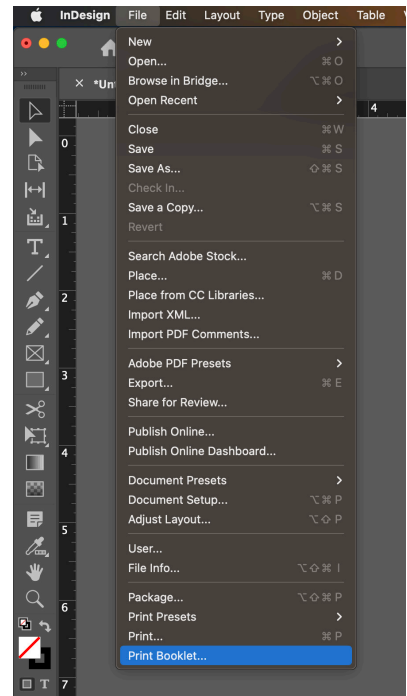 InDesign File Edit Layout Type Object Table
× *Un
New >
Open... ⌘ O
Browse in Bridge... ⌥ ⌘ O
Open Recent >
Close ⌘ W
Save ⌘ S
Save As... ⇧ ⌘ S
Check In...
Save a Copy... ⌥ ⌘ S
Revert
Search Adobe Stock...
Place... ⌘ D
Place from CC Libraries...
Import XML...
Import PDF Comments...
Adobe PDF Presets >
Export... ⌘ E
Share for Review...
Publish Online...
Publish Online Dashboard...
Document Presets >
Document Setup... ⌥ ⌘ P
Adjust Layout... ⌥ ⇧ P
User...
File Info... ⌥ ⇧ ⌘ I
Package... ⌥ ⇧ ⌘ P
Print Presets >
Print... ⌘ P
Print Booklet...
4
0
1
2
3
4
5
6
7
T
T